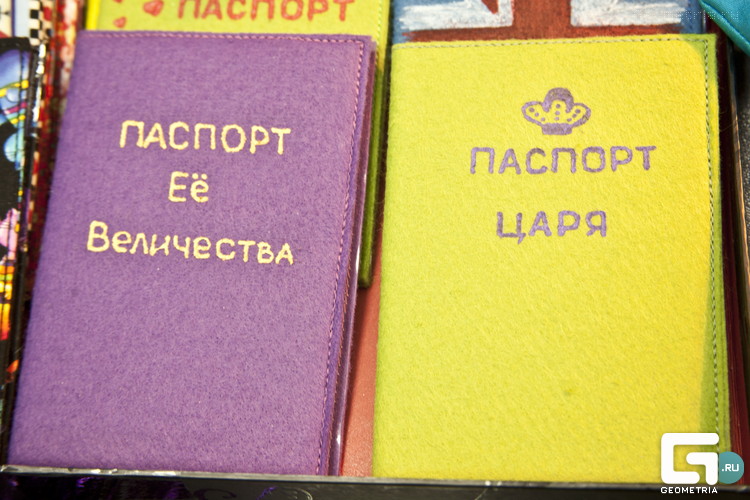 ПАСПОРТ
ПАСПОРТ
Её
Величества
ПАСПОРТ
ЦАРЯ
G.RU
GEOMETRIA